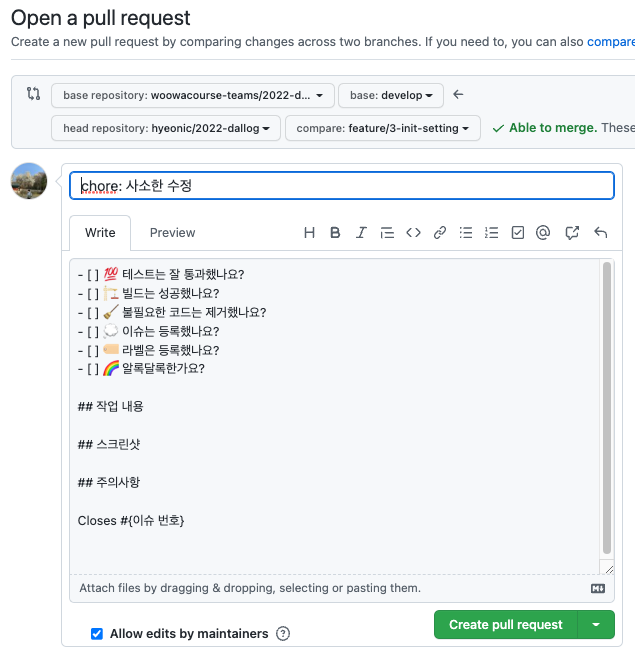 Open a pull request
Create a new pull request by comparing changes across two branches. If you need to, you can also compare
base repository: woowacourse-teams/2022-d... base: develop
head repository: hyeonic/2022-dallog compare: feature/3-init-setting Able to merge. These
chore: 사소한 수정
Write Preview
- [ ] 💯 테스트는 잘 통과했나요?
- [ ] 🏗️ 빌드는 성공했나요?
- [ ] 🧹 불필요한 코드는 제거했나요?
- [ ] 💭 이슈는 등록했나요?
- [ ] 🏷️ 라벨은 등록했나요?
- [ ] 🌈 알록달록한가요?
## 작업 내용
## 스크린샷
## 주의사항
Closes #{이슈 번호}
Attach files by dragging & dropping, selecting or pasting them.
Allow edits by maintainers
Create pull request